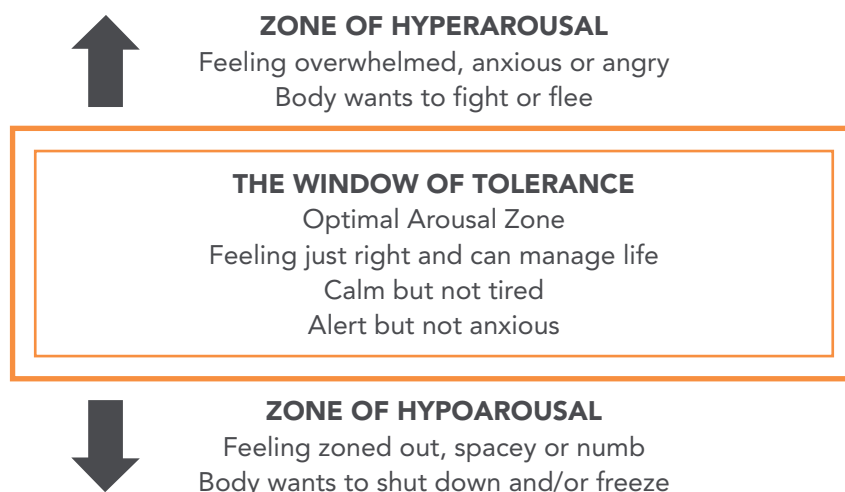 ZONE OF HYPERAROUSAL
Feeling overwhelmed, anxious or angry
Body wants to fight or flee
THE WINDOW OF TOLERANCE
Optimal Arousal Zone
Feeling just right and can manage life
Calm but not tired
Alert but not anxious
ZONE OF HYPOAROUSAL
Feeling zoned out, spacey or numb
Body wants to shut down and/or freeze